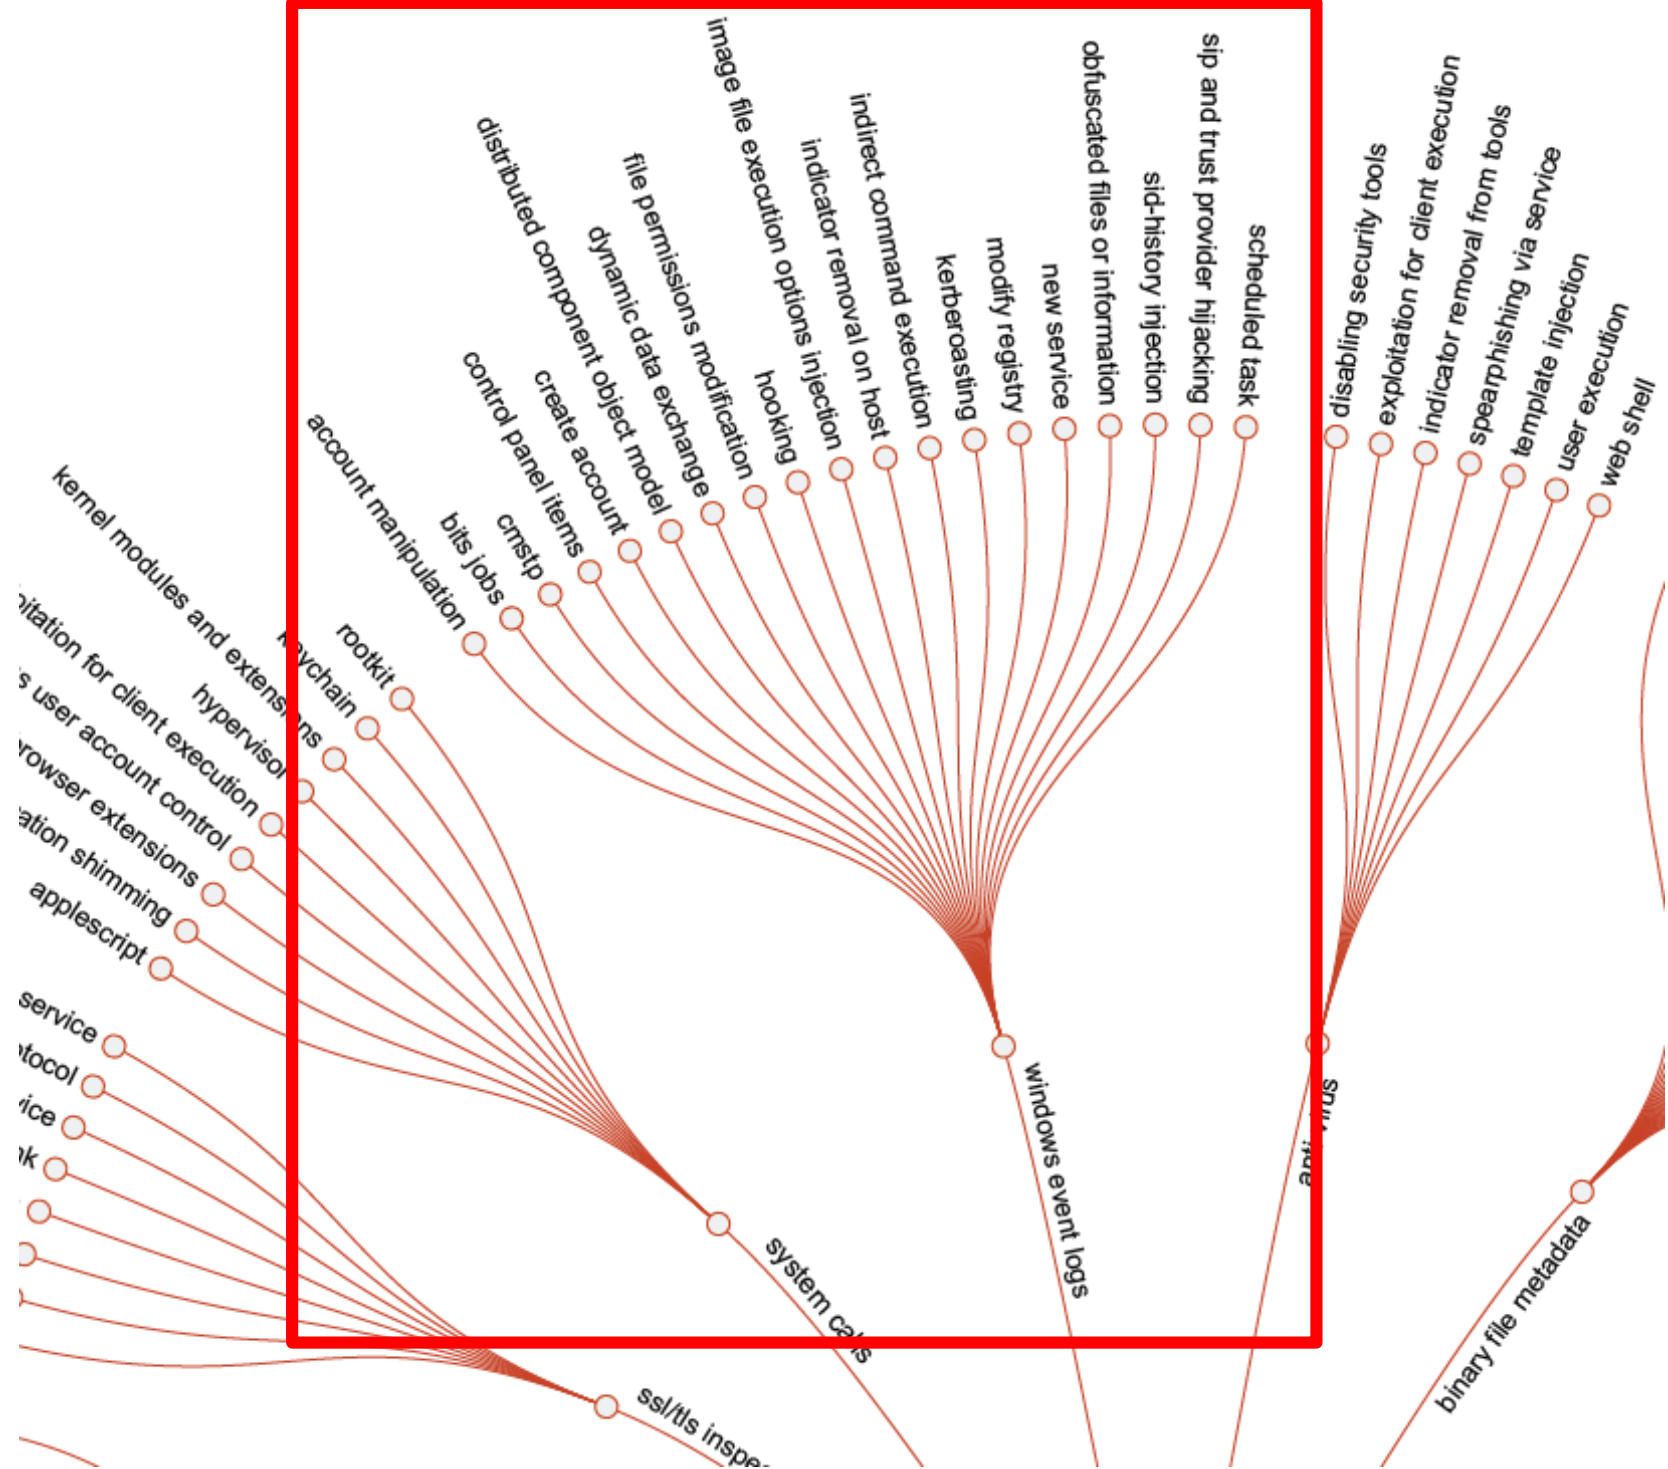 account manipulation
bits jobs
cmstp
control panel items
create account
distributed component object model
dynamic data exchange
file permissions modification
hooking
image file execution options injection
indicator removal on host
indirect command execution
kerberoasting
modify registry
new service
obfuscated files or information
sid-history injection
sip and trust provider hijacking
scheduled task
windows event logs
disabling security tools
exploitation for client execution
indicator removal from tools
spearphishing via service
template injection
user execution
web shell
anti-virus
binary file metadata
rootkit
keychain
kernel modules and extensions
hypervisor
for client execution
user account control
extensions
shimming
applescript
system calls
service
ssl/tls